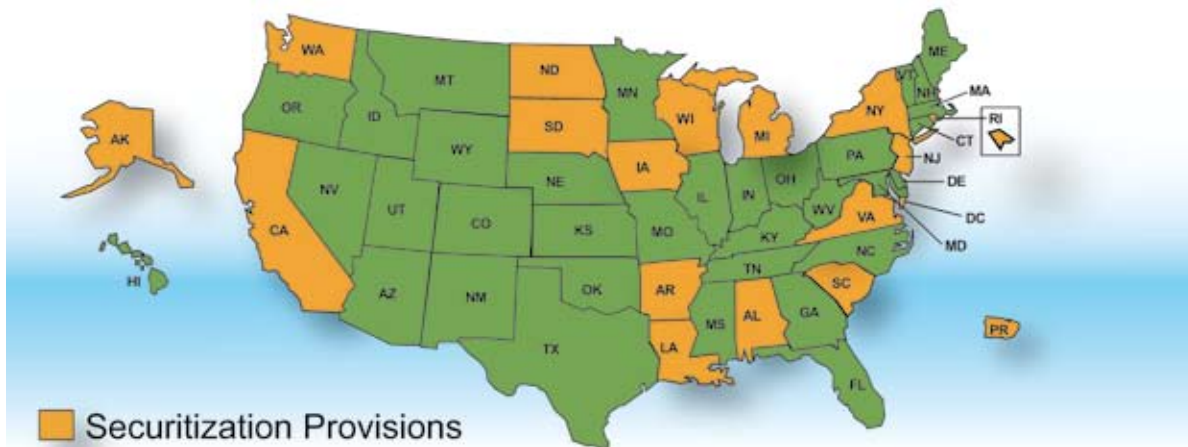 WA
MT
ND
MN
ME
VT
NH
MA
OR
ID
SD
WI
MI
NY
RI
CT
AK
WY
IA
PA
NJ
NV
NE
IL
IN
OH
DE
UT
CO
WV
VA
DC
CA
KS
MO
KY
MD
NC
HI
TN
AZ
NM
OK
AR
SC
MS
AL
GA
PR
TX
LA
FL
Securitization Provisions